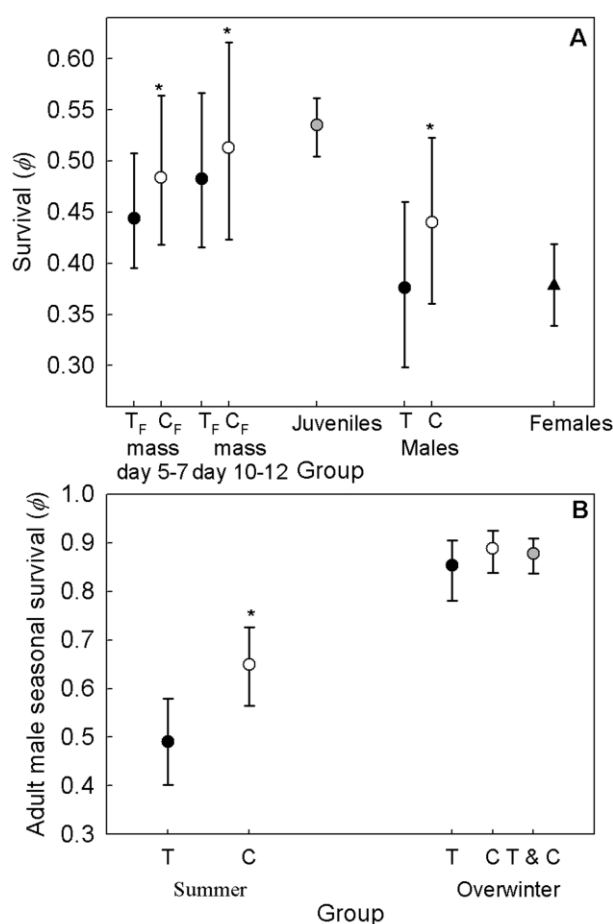 A
*
*
*
0.60
0.55
0.50
0.45
0.40
0.35
0.30
Survival (ϕ)
TF CF TF CF Juveniles T C Females
mass mass Males
day 5-7 day 10-12 Group
B
*
1.0
0.9
0.8
0.7
0.6
0.5
0.4
0.3
Adult male seasonal survival (ϕ)
T C T C T & C
Summer Overwinter
Group